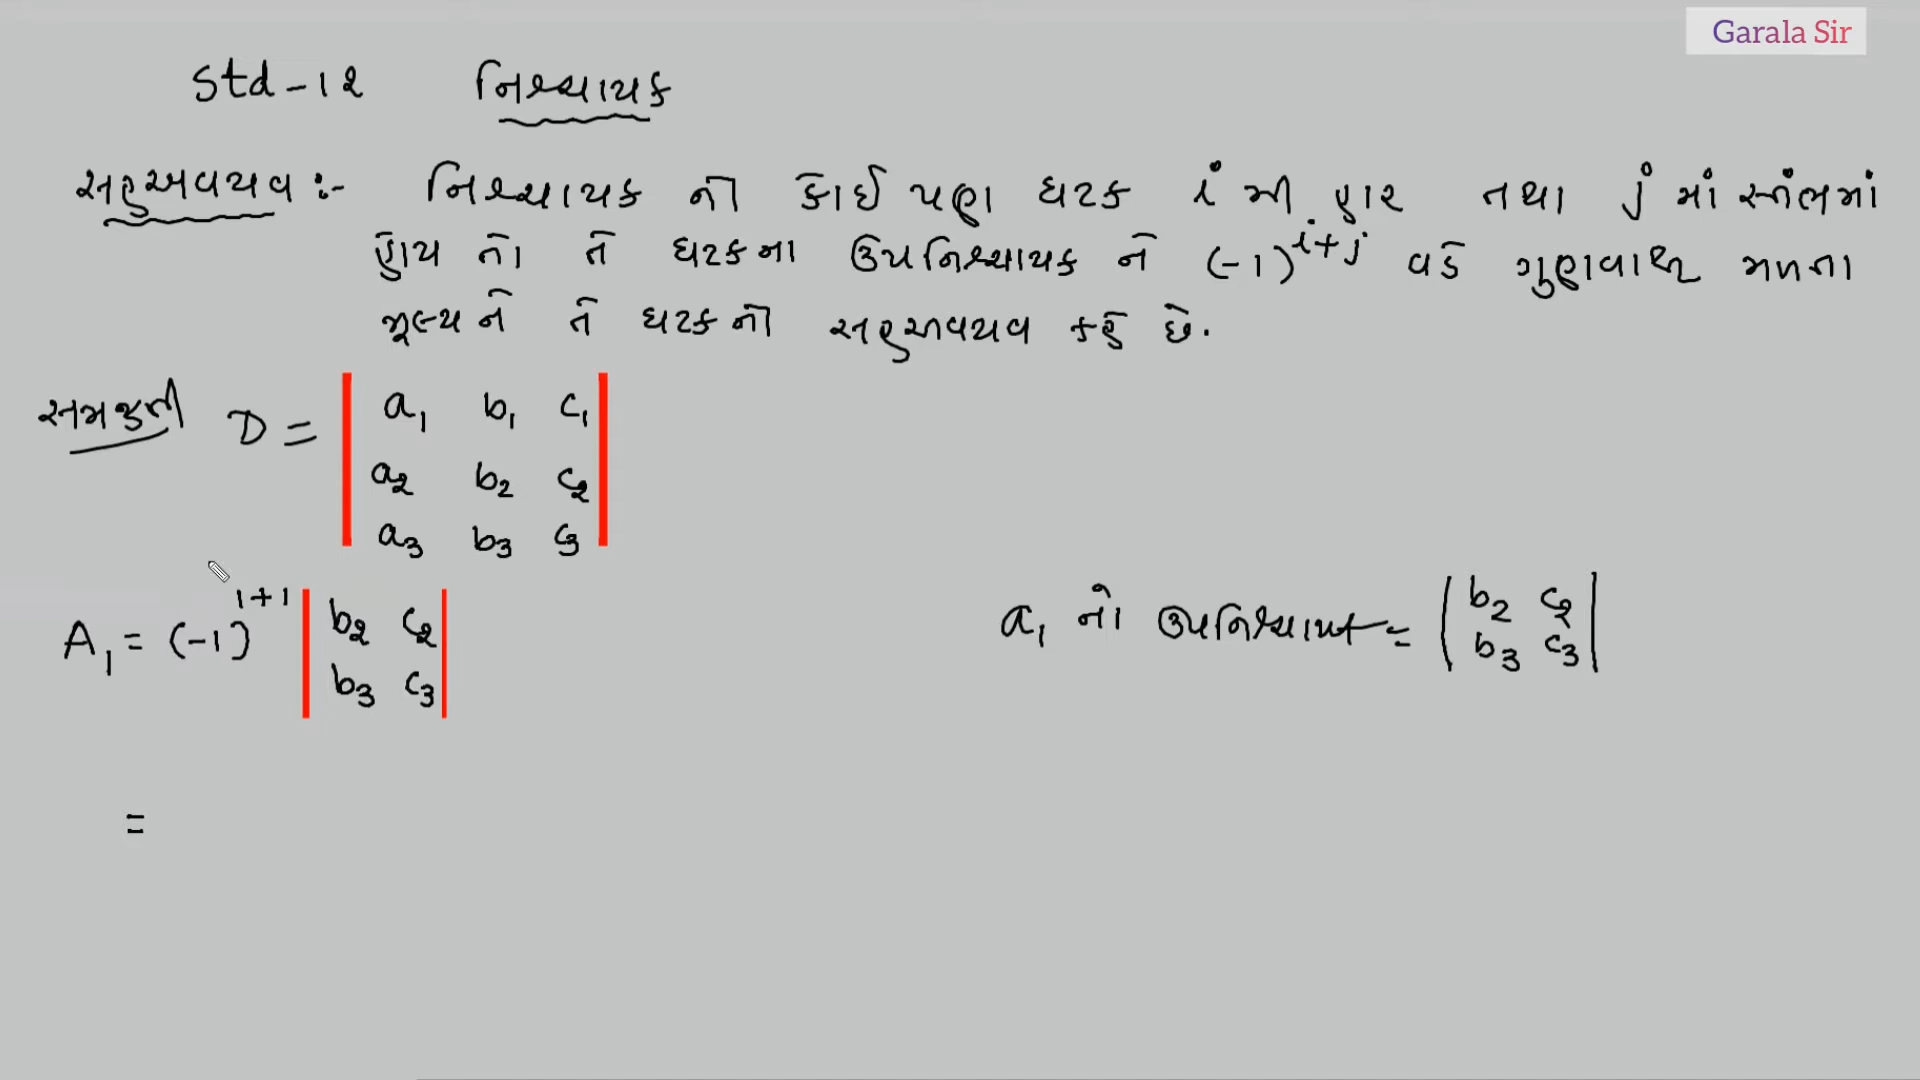 Garala Sir
Std-12 નિશ્ચાયક
સહઅવયવ :- નિશ્ચાયક નો કોઈ પણ ઘટક i મી હાર તથા j માં સ્તંભમાં
હોય તો તે ઘટકના ઉપનિશ્ચાયક ને (-1)^{i+j} વડે ગુણવાથી મળતા
મૂલ્ય ને તે ઘટકનો સહઅવયવ કહે છે.
સમજુતી D = | a₁ b₁ c₁ |
a₂ b₂ c₂
a₃ b₃ c₃
A₁ = (-1)^{1+1} | b₂ c₂ |
b₃ c₃
a₁ નો ઉપનિશ્ચાયક = | b₂ c₂ |
b₃ c₃
=